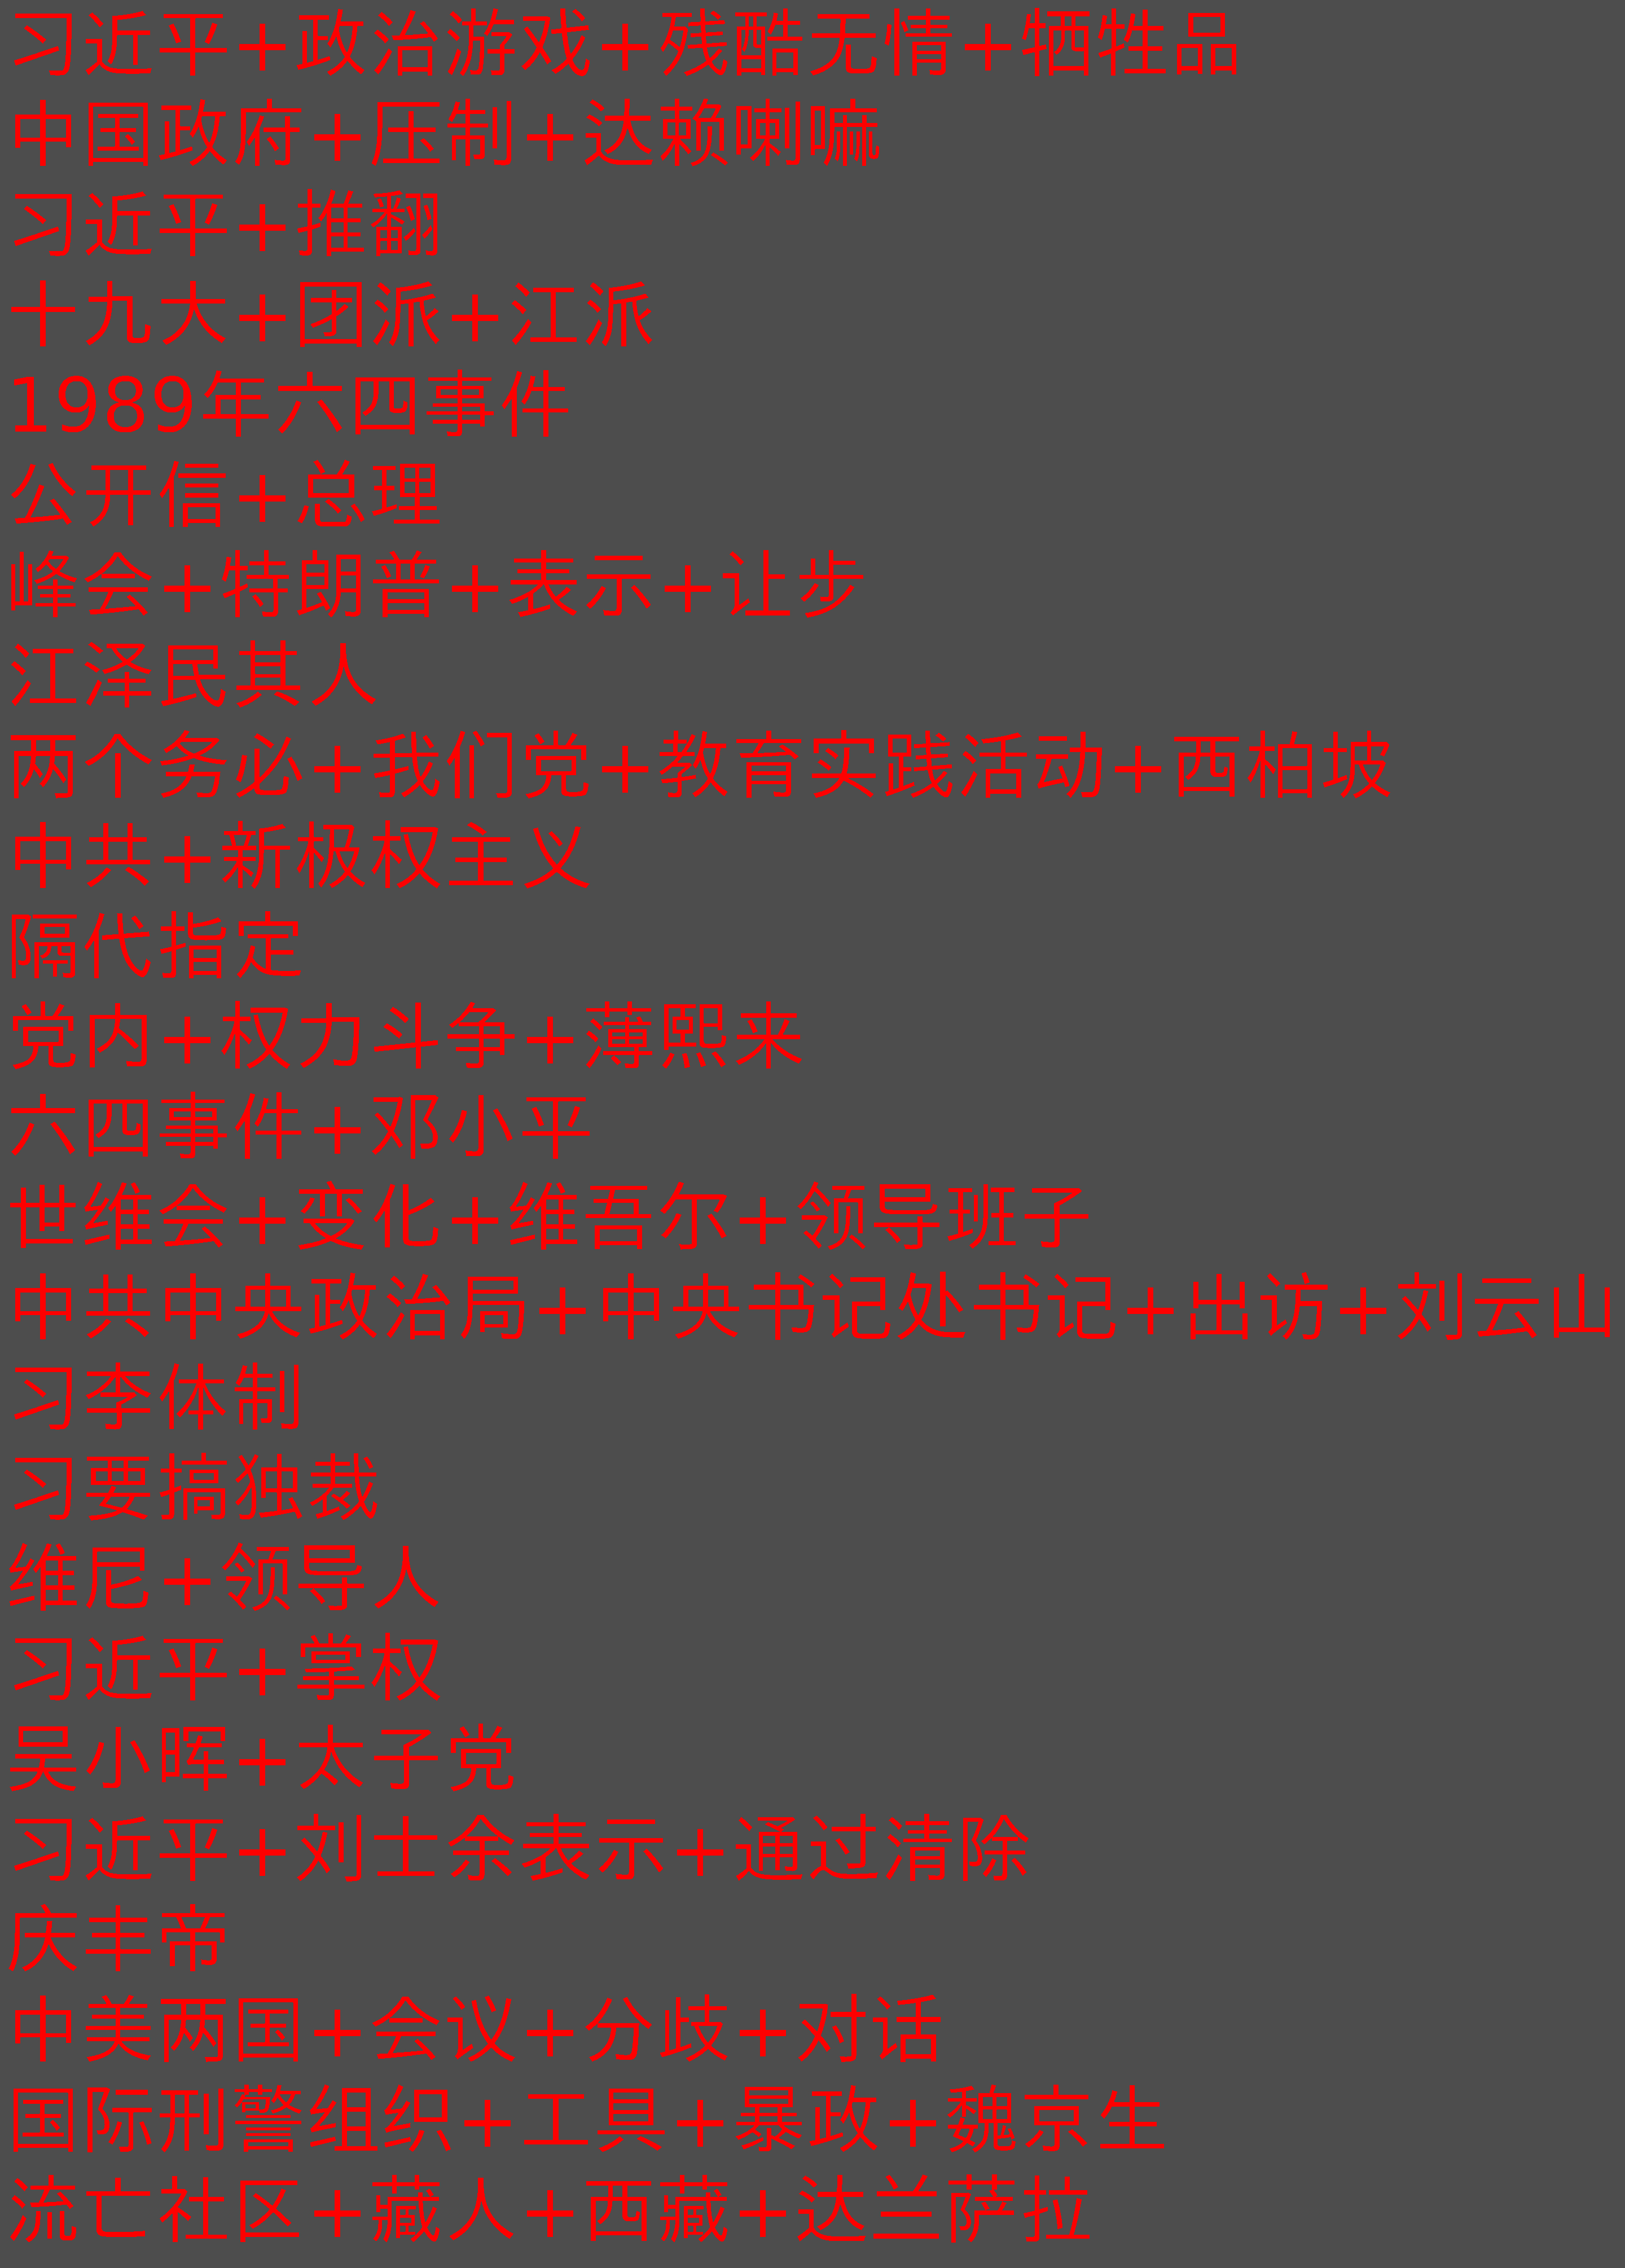 习近平+政治游戏+残酷无情+牺牲品
中国政府+压制+达赖喇嘛
习近平+推翻
十九大+团派+江派
1989年六四事件
公开信+总理
峰会+特朗普+表示+让步
江泽民其人
两个务必+我们党+教育实践活动+西柏坡
中共+新极权主义
隔代指定
党内+权力斗争+薄熙来
六四事件+邓小平
世维会+变化+维吾尔+领导班子
中共中央政治局+中央书记处书记+出访+刘云山
习李体制
习要搞独裁
维尼+领导人
习近平+掌权
吴小晖+太子党
习近平+刘士余表示+通过清除
庆丰帝
中美两国+会议+分歧+对话
国际刑警组织+工具+暴政+魏京生
流亡社区+藏人+西藏+达兰萨拉